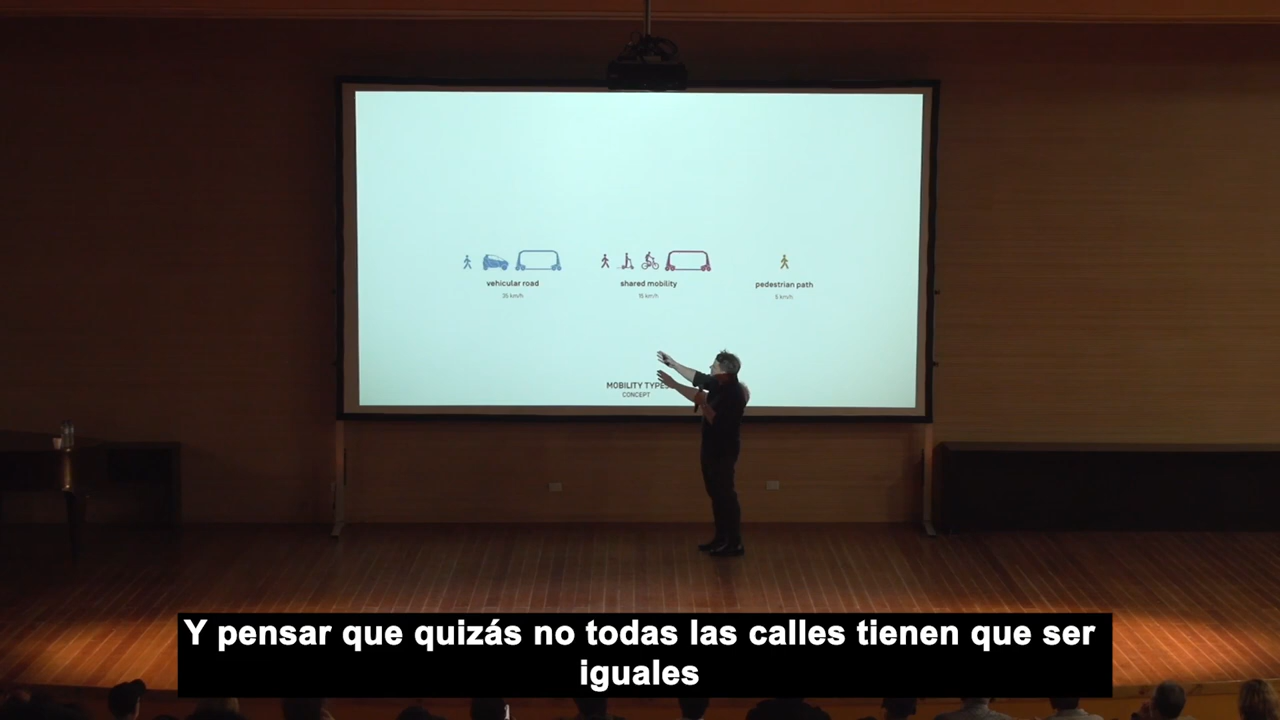 vehicular road
shared mobility
pedestrian path
35 km/h
15 km/h
5 km/h
MOBILITY TYPES
CONCEPT
Y pensar que quizás no todas las calles tienen que ser
iguales